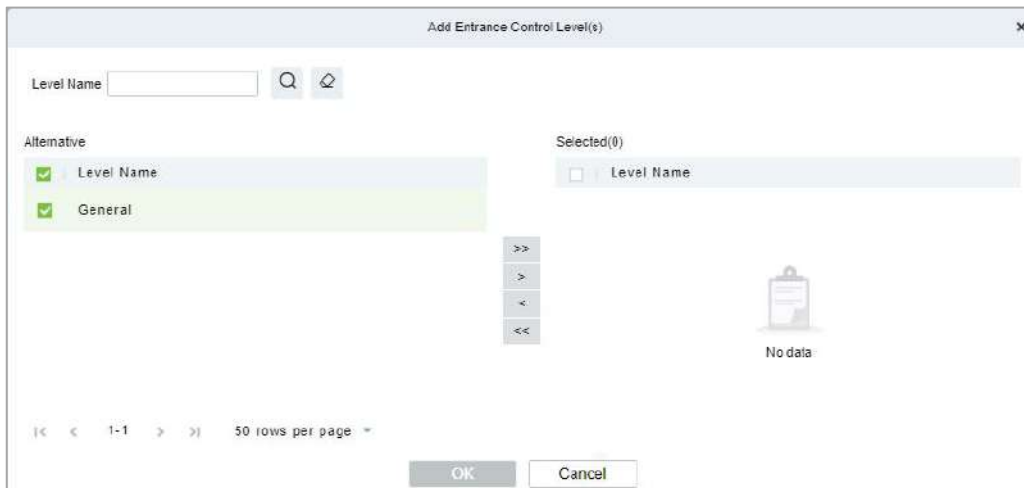 Add Entrance Control Level(s)
Level Name
Alternative
Selected(0)
Level Name
Level Name
General
>>
>
<
<<
No data
|< < 1-1 > >| 50 rows per page
OK
Cancel